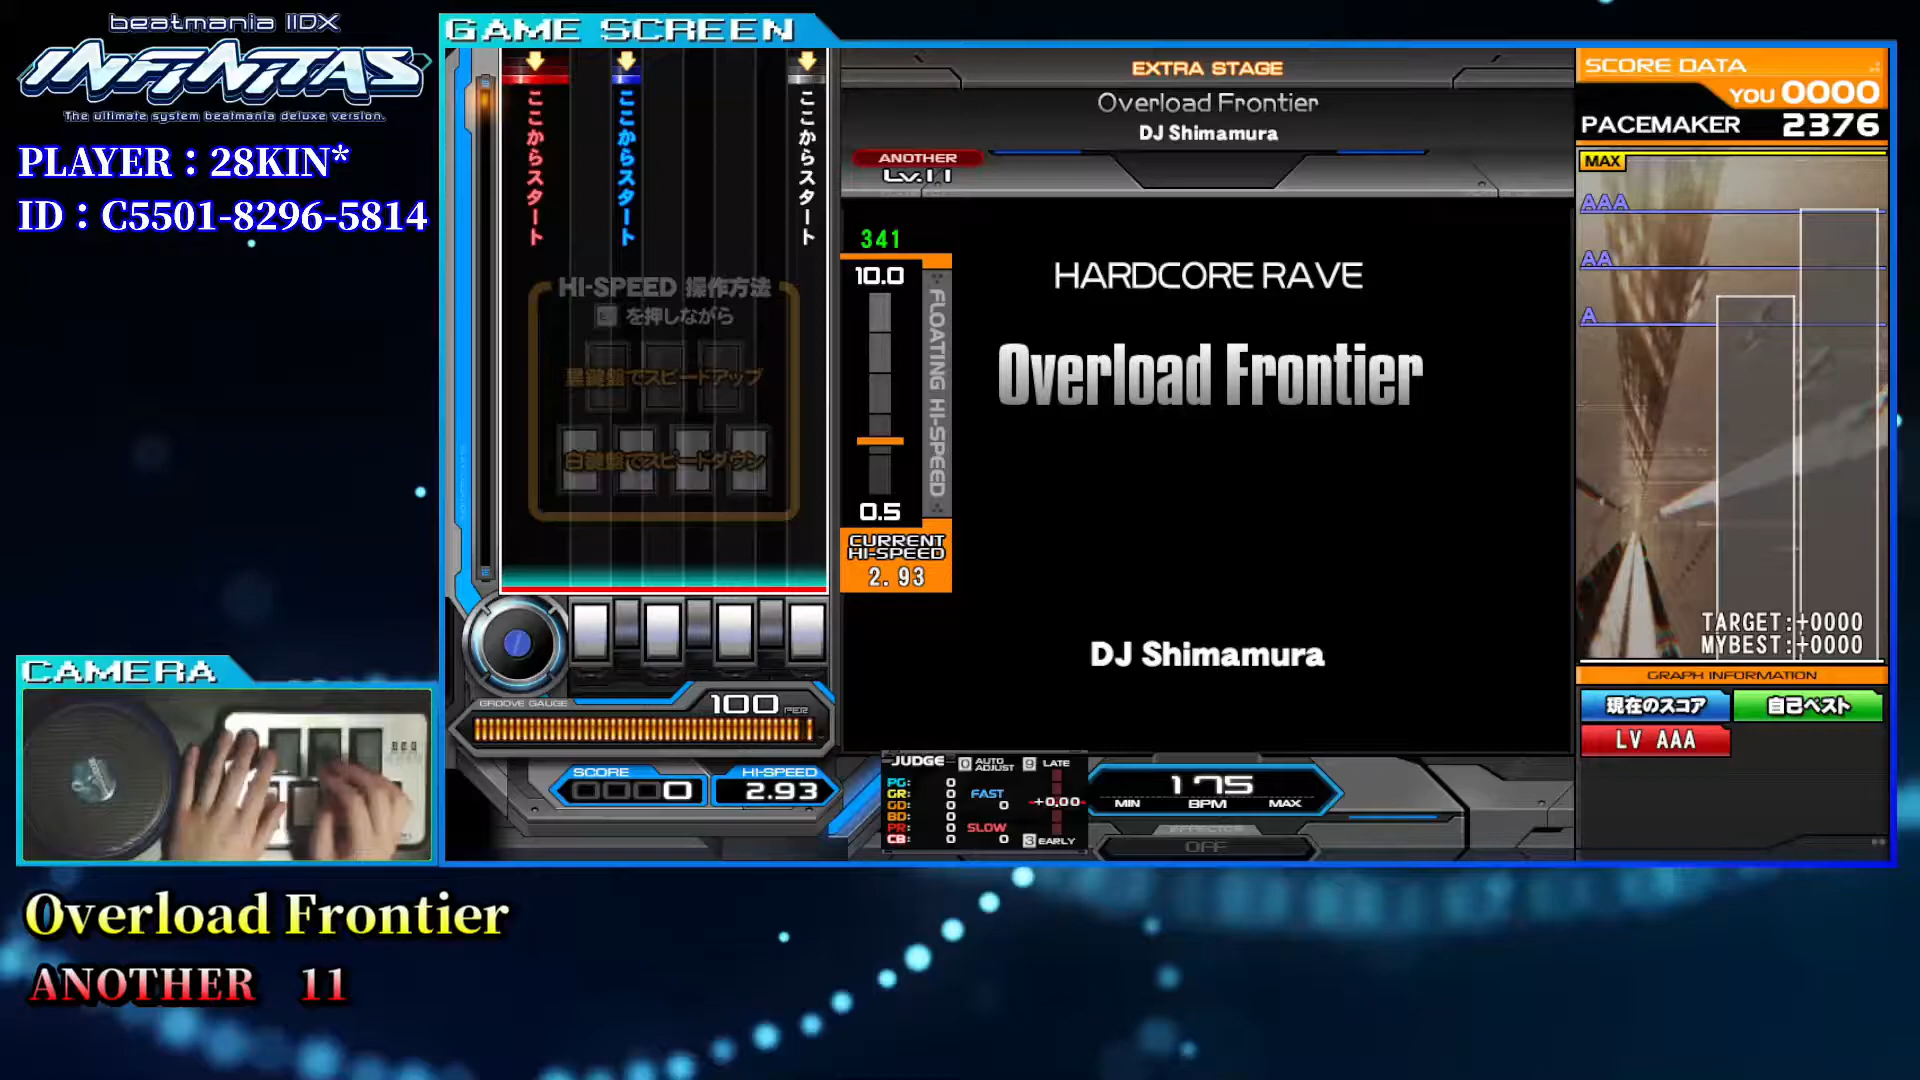 beatmania IIDX
INFINITAS
The ultimate system beatmania deluxe version.
PLAYER：28KIN*
ID：C5501-8296-5814
GAME SCREEN
ここからスタート
ここからスタート
ここからスタート
HI-SPEED 操作方法
E を押しながら
黒鍵盤でスピードアップ
白鍵盤でスピードダウン
GROOVE GAUGE
100 PER
SCORE
0000
HI-SPEED
2.93
EXTRA STAGE
Overload Frontier
DJ Shimamura
ANOTHER
Lv.11
341
10.0
FLOATING HI-SPEED
0.5
CURRENT
HI-SPEED
2.93
HARDCORE RAVE
Overload Frontier
DJ Shimamura
JUDGE
0 AUTO ADJUST 9 LATE
PG: 0
GR: 0 FAST
GD: 0 0 +0.00
BD: 0
PR: 0 SLOW
CB: 0 0 3 EARLY
175
MIN BPM MAX
EFFECTOR
OFF
SCORE DATA
YOU 0000
PACEMAKER 2376
MAX
AAA
AA
A
TARGET:+0000
MYBEST:+0000
GRAPH INFORMATION
現在のスコア 自己ベスト
LV AAA
CAMERA
Overload Frontier
ANOTHER 11